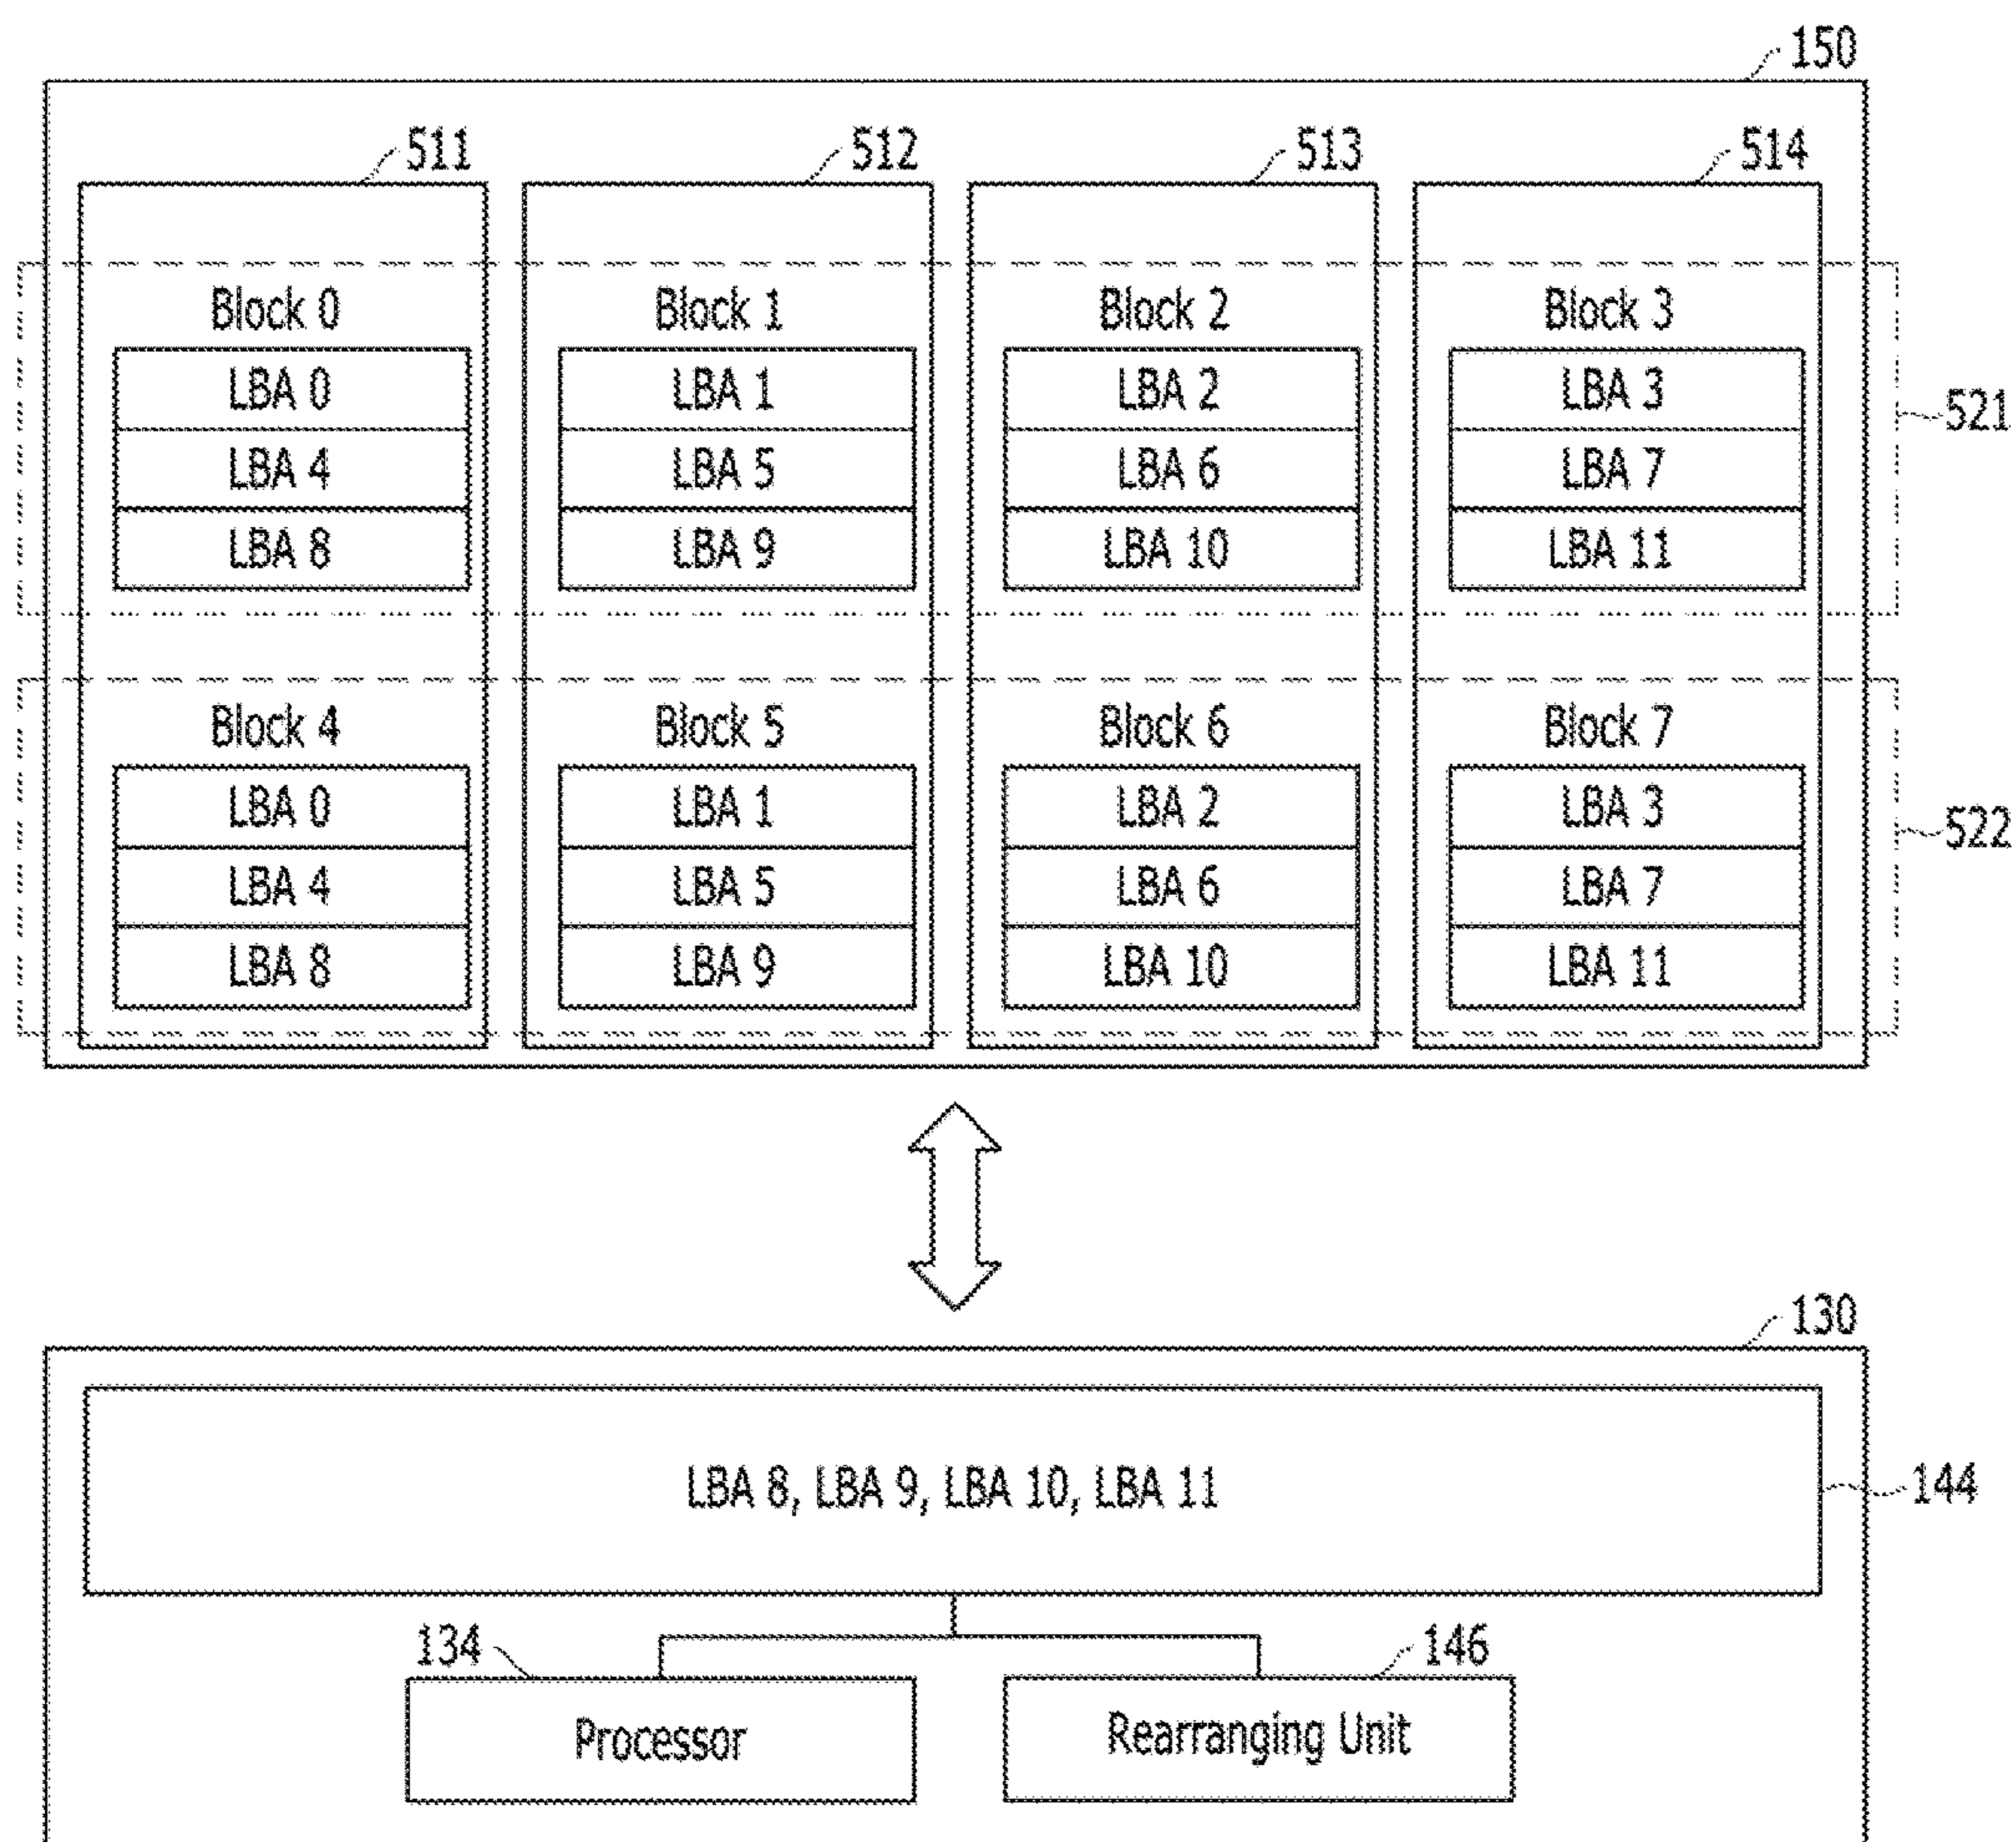 150
511 512 513 514
Block 0 Block 1 Block 2 Block 3
LBA 0 LBA 1 LBA 2 LBA 3
521
LBA 4 LBA 5 LBA 6 LBA 7
LBA 8 LBA 9 LBA 10 LBA 11
Block 4 Block 5 Block 6 Block 7
LBA 0 LBA 1 LBA 2 LBA 3
522
LBA 4 LBA 5 LBA 6 LBA 7
LBA 8 LBA 9 LBA 10 LBA 11
130
LBA 8, LBA 9, LBA 10, LBA 11
144
134 146
Processor Rearranging Unit